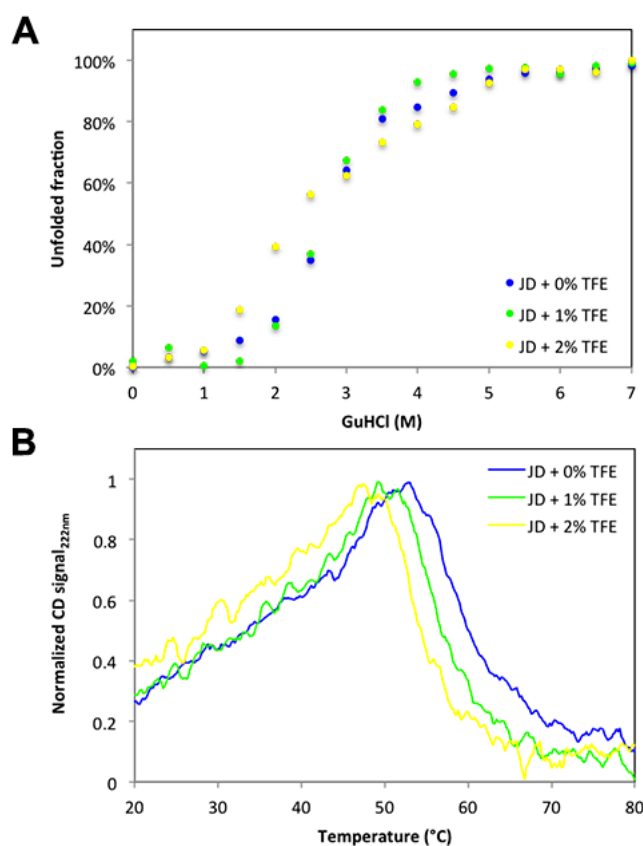 A
100%
80%
60%
40%
20%
0%
Unfolded fraction
JD + 0% TFE
JD + 1% TFE
JD + 2% TFE
0 1 2 3 4 5 6 7
GuHCl (M)
B
1
0.8
0.6
0.4
0.2
0
Normalized CD signal222nm
JD + 0% TFE
JD + 1% TFE
JD + 2% TFE
20 30 40 50 60 70 80
Temperature (°C)